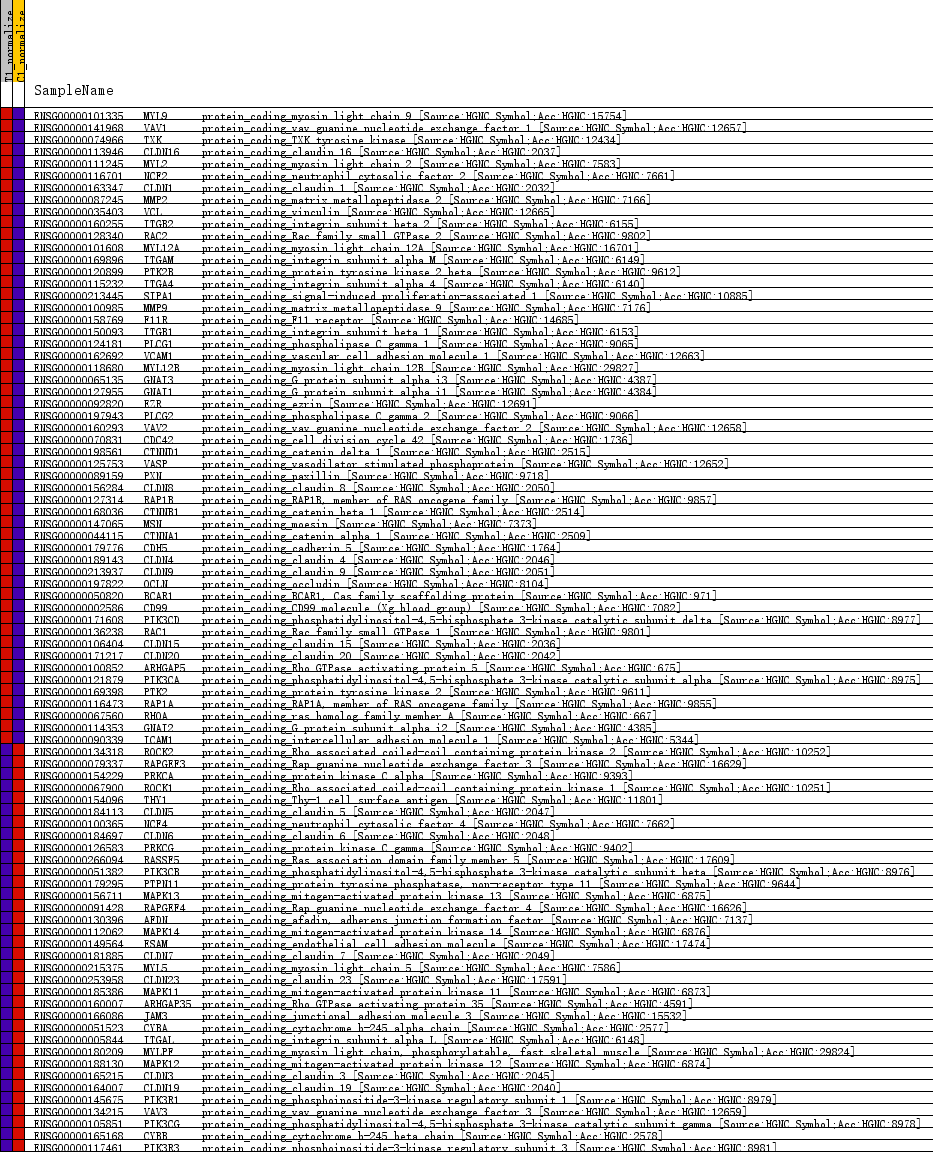 T1_normalize
C1_normalize
SampleName
ENSG00000101335 MYL9 protein_coding_myosin light chain 9 [Source:HGNC Symbol;Acc:HGNC:15754]
ENSG00000141968 VAV1 protein_coding_vav guanine nucleotide exchange factor 1 [Source:HGNC Symbol;Acc:HGNC:12657]
ENSG00000074966 TXK protein_coding_TXK tyrosine kinase [Source:HGNC Symbol;Acc:HGNC:12434]
ENSG00000113946 CLDN16 protein_coding_claudin 16 [Source:HGNC Symbol;Acc:HGNC:2037]
ENSG00000111245 MYL2 protein_coding_myosin light chain 2 [Source:HGNC Symbol;Acc:HGNC:7583]
ENSG00000116701 NCF2 protein_coding_neutrophil cytosolic factor 2 [Source:HGNC Symbol;Acc:HGNC:7661]
ENSG00000163347 CLDN1 protein_coding_claudin 1 [Source:HGNC Symbol;Acc:HGNC:2032]
ENSG00000087245 MMP2 protein_coding_matrix metallopeptidase 2 [Source:HGNC Symbol;Acc:HGNC:7166]
ENSG00000035403 VCL protein_coding_vinculin [Source:HGNC Symbol;Acc:HGNC:12665]
ENSG00000160255 ITGB2 protein_coding_integrin subunit beta 2 [Source:HGNC Symbol;Acc:HGNC:6155]
ENSG00000128340 RAC2 protein_coding_Rac family small GTPase 2 [Source:HGNC Symbol;Acc:HGNC:9802]
ENSG00000101608 MYL12A protein_coding_myosin light chain 12A [Source:HGNC Symbol;Acc:HGNC:16701]
ENSG00000169896 ITGAM protein_coding_integrin subunit alpha M [Source:HGNC Symbol;Acc:HGNC:6149]
ENSG00000120899 PTK2B protein_coding_protein tyrosine kinase 2 beta [Source:HGNC Symbol;Acc:HGNC:9612]
ENSG00000115232 ITGA4 protein_coding_integrin subunit alpha 4 [Source:HGNC Symbol;Acc:HGNC:6140]
ENSG00000213445 SIPA1 protein_coding_signal-induced proliferation-associated 1 [Source:HGNC Symbol;Acc:HGNC:10885]
ENSG00000100985 MMP9 protein_coding_matrix metallopeptidase 9 [Source:HGNC Symbol;Acc:HGNC:7176]
ENSG00000158769 F11R protein_coding_F11 receptor [Source:HGNC Symbol;Acc:HGNC:14685]
ENSG00000150093 ITGB1 protein_coding_integrin subunit beta 1 [Source:HGNC Symbol;Acc:HGNC:6153]
ENSG00000124181 PLCG1 protein_coding_phospholipase C gamma 1 [Source:HGNC Symbol;Acc:HGNC:9065]
ENSG00000162692 VCAM1 protein_coding_vascular cell adhesion molecule 1 [Source:HGNC Symbol;Acc:HGNC:12663]
ENSG00000118680 MYL12B protein_coding_myosin light chain 12B [Source:HGNC Symbol;Acc:HGNC:29827]
ENSG00000065135 GNAI3 protein_coding_G protein subunit alpha i3 [Source:HGNC Symbol;Acc:HGNC:4387]
ENSG00000127955 GNAI1 protein_coding_G protein subunit alpha i1 [Source:HGNC Symbol;Acc:HGNC:4384]
ENSG00000092820 EZR protein_coding_ezrin [Source:HGNC Symbol;Acc:HGNC:12691]
ENSG00000197943 PLCG2 protein_coding_phospholipase C gamma 2 [Source:HGNC Symbol;Acc:HGNC:9066]
ENSG00000160293 VAV2 protein_coding_vav guanine nucleotide exchange factor 2 [Source:HGNC Symbol;Acc:HGNC:12658]
ENSG00000070831 CDC42 protein_coding_cell division cycle 42 [Source:HGNC Symbol;Acc:HGNC:1736]
ENSG00000198561 CTNND1 protein_coding_catenin delta 1 [Source:HGNC Symbol;Acc:HGNC:2515]
ENSG00000125753 VASP protein_coding_vasodilator stimulated phosphoprotein [Source:HGNC Symbol;Acc:HGNC:12652]
ENSG00000089159 PXN protein_coding_paxillin [Source:HGNC Symbol;Acc:HGNC:9718]
ENSG00000156284 CLDN8 protein_coding_claudin 8 [Source:HGNC Symbol;Acc:HGNC:2050]
ENSG00000127314 RAP1B protein_coding_RAP1B, member of RAS oncogene family [Source:HGNC Symbol;Acc:HGNC:9857]
ENSG00000168036 CTNNB1 protein_coding_catenin beta 1 [Source:HGNC Symbol;Acc:HGNC:2514]
ENSG00000147065 MSN protein_coding_moesin [Source:HGNC Symbol;Acc:HGNC:7373]
ENSG00000044115 CTNNA1 protein_coding_catenin alpha 1 [Source:HGNC Symbol;Acc:HGNC:2509]
ENSG00000179776 CDH5 protein_coding_cadherin 5 [Source:HGNC Symbol;Acc:HGNC:1764]
ENSG00000189143 CLDN4 protein_coding_claudin 4 [Source:HGNC Symbol;Acc:HGNC:2046]
ENSG00000213937 CLDN9 protein_coding_claudin 9 [Source:HGNC Symbol;Acc:HGNC:2051]
ENSG00000197822 OCLN protein_coding_occludin [Source:HGNC Symbol;Acc:HGNC:8104]
ENSG00000050820 BCAR1 protein_coding_BCAR1, Cas family scaffolding protein [Source:HGNC Symbol;Acc:HGNC:971]
ENSG00000002586 CD99 protein_coding_CD99 molecule (Xg blood group) [Source:HGNC Symbol;Acc:HGNC:7082]
ENSG00000171608 PIK3CD protein_coding_phosphatidylinositol-4,5-bisphosphate 3-kinase catalytic subunit delta [Source:HGNC Symbol;Acc:HGNC:8977]
ENSG00000136238 RAC1 protein_coding_Rac family small GTPase 1 [Source:HGNC Symbol;Acc:HGNC:9801]
ENSG00000106404 CLDN15 protein_coding_claudin 15 [Source:HGNC Symbol;Acc:HGNC:2036]
ENSG00000171217 CLDN20 protein_coding_claudin 20 [Source:HGNC Symbol;Acc:HGNC:2042]
ENSG00000100852 ARHGAP5 protein_coding_Rho GTPase activating protein 5 [Source:HGNC Symbol;Acc:HGNC:675]
ENSG00000121879 PIK3CA protein_coding_phosphatidylinositol-4,5-bisphosphate 3-kinase catalytic subunit alpha [Source:HGNC Symbol;Acc:HGNC:8975]
ENSG00000169398 PTK2 protein_coding_protein tyrosine kinase 2 [Source:HGNC Symbol;Acc:HGNC:9611]
ENSG00000116473 RAP1A protein_coding_RAP1A, member of RAS oncogene family [Source:HGNC Symbol;Acc:HGNC:9855]
ENSG00000067560 RHOA protein_coding_ras homolog family member A [Source:HGNC Symbol;Acc:HGNC:667]
ENSG00000114353 GNAI2 protein_coding_G protein subunit alpha i2 [Source:HGNC Symbol;Acc:HGNC:4385]
ENSG00000090339 ICAM1 protein_coding_intercellular adhesion molecule 1 [Source:HGNC Symbol;Acc:HGNC:5344]
ENSG00000134318 ROCK2 protein_coding_Rho associated coiled-coil containing protein kinase 2 [Source:HGNC Symbol;Acc:HGNC:10252]
ENSG00000079337 RAPGEF3 protein_coding_Rap guanine nucleotide exchange factor 3 [Source:HGNC Symbol;Acc:HGNC:16629]
ENSG00000154229 PRKCA protein_coding_protein kinase C alpha [Source:HGNC Symbol;Acc:HGNC:9393]
ENSG00000067900 ROCK1 protein_coding_Rho associated coiled-coil containing protein kinase 1 [Source:HGNC Symbol;Acc:HGNC:10251]
ENSG00000154096 THY1 protein_coding_Thy-1 cell surface antigen [Source:HGNC Symbol;Acc:HGNC:11801]
ENSG00000184113 CLDN5 protein_coding_claudin 5 [Source:HGNC Symbol;Acc:HGNC:2047]
ENSG00000100365 NCF4 protein_coding_neutrophil cytosolic factor 4 [Source:HGNC Symbol;Acc:HGNC:7662]
ENSG00000184697 CLDN6 protein_coding_claudin 6 [Source:HGNC Symbol;Acc:HGNC:2048]
ENSG00000126583 PRKCG protein_coding_protein kinase C gamma [Source:HGNC Symbol;Acc:HGNC:9402]
ENSG00000266094 RASSF5 protein_coding_Ras association domain family member 5 [Source:HGNC Symbol;Acc:HGNC:17609]
ENSG00000051382 PIK3CB protein_coding_phosphatidylinositol-4,5-bisphosphate 3-kinase catalytic subunit beta [Source:HGNC Symbol;Acc:HGNC:8976]
ENSG00000179295 PTPN11 protein_coding_protein tyrosine phosphatase, non-receptor type 11 [Source:HGNC Symbol;Acc:HGNC:9644]
ENSG00000156711 MAPK13 protein_coding_mitogen-activated protein kinase 13 [Source:HGNC Symbol;Acc:HGNC:6875]
ENSG00000091428 RAPGEF4 protein_coding_Rap guanine nucleotide exchange factor 4 [Source:HGNC Symbol;Acc:HGNC:16626]
ENSG00000130396 AFDN protein_coding_afadin, adherens junction formation factor [Source:HGNC Symbol;Acc:HGNC:7137]
ENSG00000112062 MAPK14 protein_coding_mitogen-activated protein kinase 14 [Source:HGNC Symbol;Acc:HGNC:6876]
ENSG00000149564 ESAM protein_coding_endothelial cell adhesion molecule [Source:HGNC Symbol;Acc:HGNC:17474]
ENSG00000181885 CLDN7 protein_coding_claudin 7 [Source:HGNC Symbol;Acc:HGNC:2049]
ENSG00000215375 MYL5 protein_coding_myosin light chain 5 [Source:HGNC Symbol;Acc:HGNC:7586]
ENSG00000253958 CLDN23 protein_coding_claudin 23 [Source:HGNC Symbol;Acc:HGNC:17591]
ENSG00000185386 MAPK11 protein_coding_mitogen-activated protein kinase 11 [Source:HGNC Symbol;Acc:HGNC:6873]
ENSG00000160007 ARHGAP35 protein_coding_Rho GTPase activating protein 35 [Source:HGNC Symbol;Acc:HGNC:4591]
ENSG00000166086 JAM3 protein_coding_junctional adhesion molecule 3 [Source:HGNC Symbol;Acc:HGNC:15532]
ENSG00000051523 CYBA protein_coding_cytochrome b-245 alpha chain [Source:HGNC Symbol;Acc:HGNC:2577]
ENSG00000005844 ITGAL protein_coding_integrin subunit alpha L [Source:HGNC Symbol;Acc:HGNC:6148]
ENSG00000180209 MYLPF protein_coding_myosin light chain, phosphorylatable, fast skeletal muscle [Source:HGNC Symbol;Acc:HGNC:29824]
ENSG00000188130 MAPK12 protein_coding_mitogen-activated protein kinase 12 [Source:HGNC Symbol;Acc:HGNC:6874]
ENSG00000165215 CLDN3 protein_coding_claudin 3 [Source:HGNC Symbol;Acc:HGNC:2045]
ENSG00000164007 CLDN19 protein_coding_claudin 19 [Source:HGNC Symbol;Acc:HGNC:2040]
ENSG00000145675 PIK3R1 protein_coding_phosphoinositide-3-kinase regulatory subunit 1 [Source:HGNC Symbol;Acc:HGNC:8979]
ENSG00000134215 VAV3 protein_coding_vav guanine nucleotide exchange factor 3 [Source:HGNC Symbol;Acc:HGNC:12659]
ENSG00000105851 PIK3CG protein_coding_phosphatidylinositol-4,5-bisphosphate 3-kinase catalytic subunit gamma [Source:HGNC Symbol;Acc:HGNC:8978]
ENSG00000165168 CYBB protein_coding_cytochrome b-245 beta chain [Source:HGNC Symbol;Acc:HGNC:2578]
ENSG00000117461 PIK3R3 protein_coding_phosphoinositide-3-kinase regulatory subunit 3 [Source:HGNC Symbol;Acc:HGNC:8981]